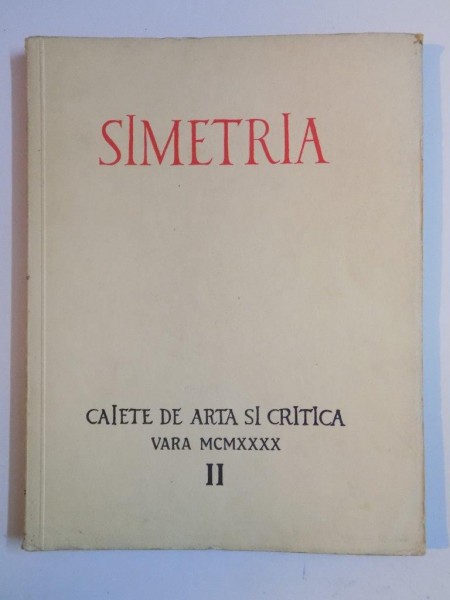 SIMETRIA
CAIETE DE ARTA SI CRITICA
VARA MCMXXXX
II